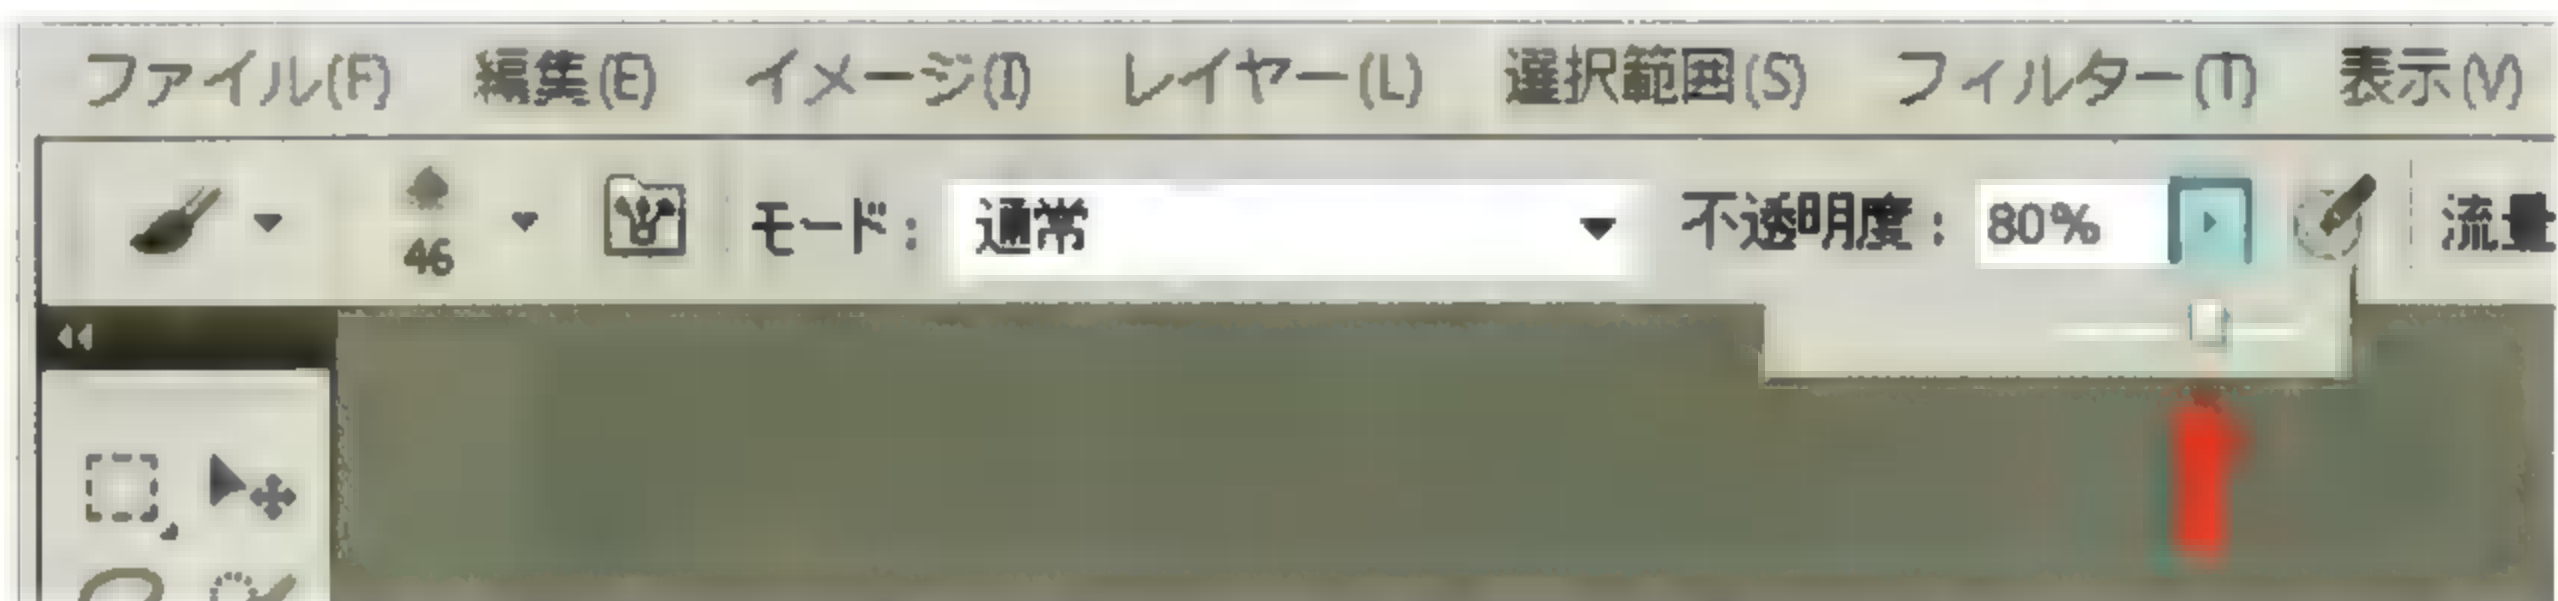 ファイル(F) 編集(E) イメージ(I) レイヤー(L) 選択範囲(S) フィルター(T) 表示(V)
モード: 通常 不透明度: 80% 流量
46